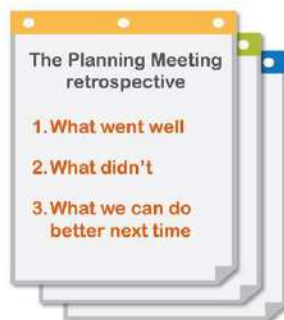 The Planning Meeting
retrospective
1. What went well
2. What didn't
3. What we can do
better next time